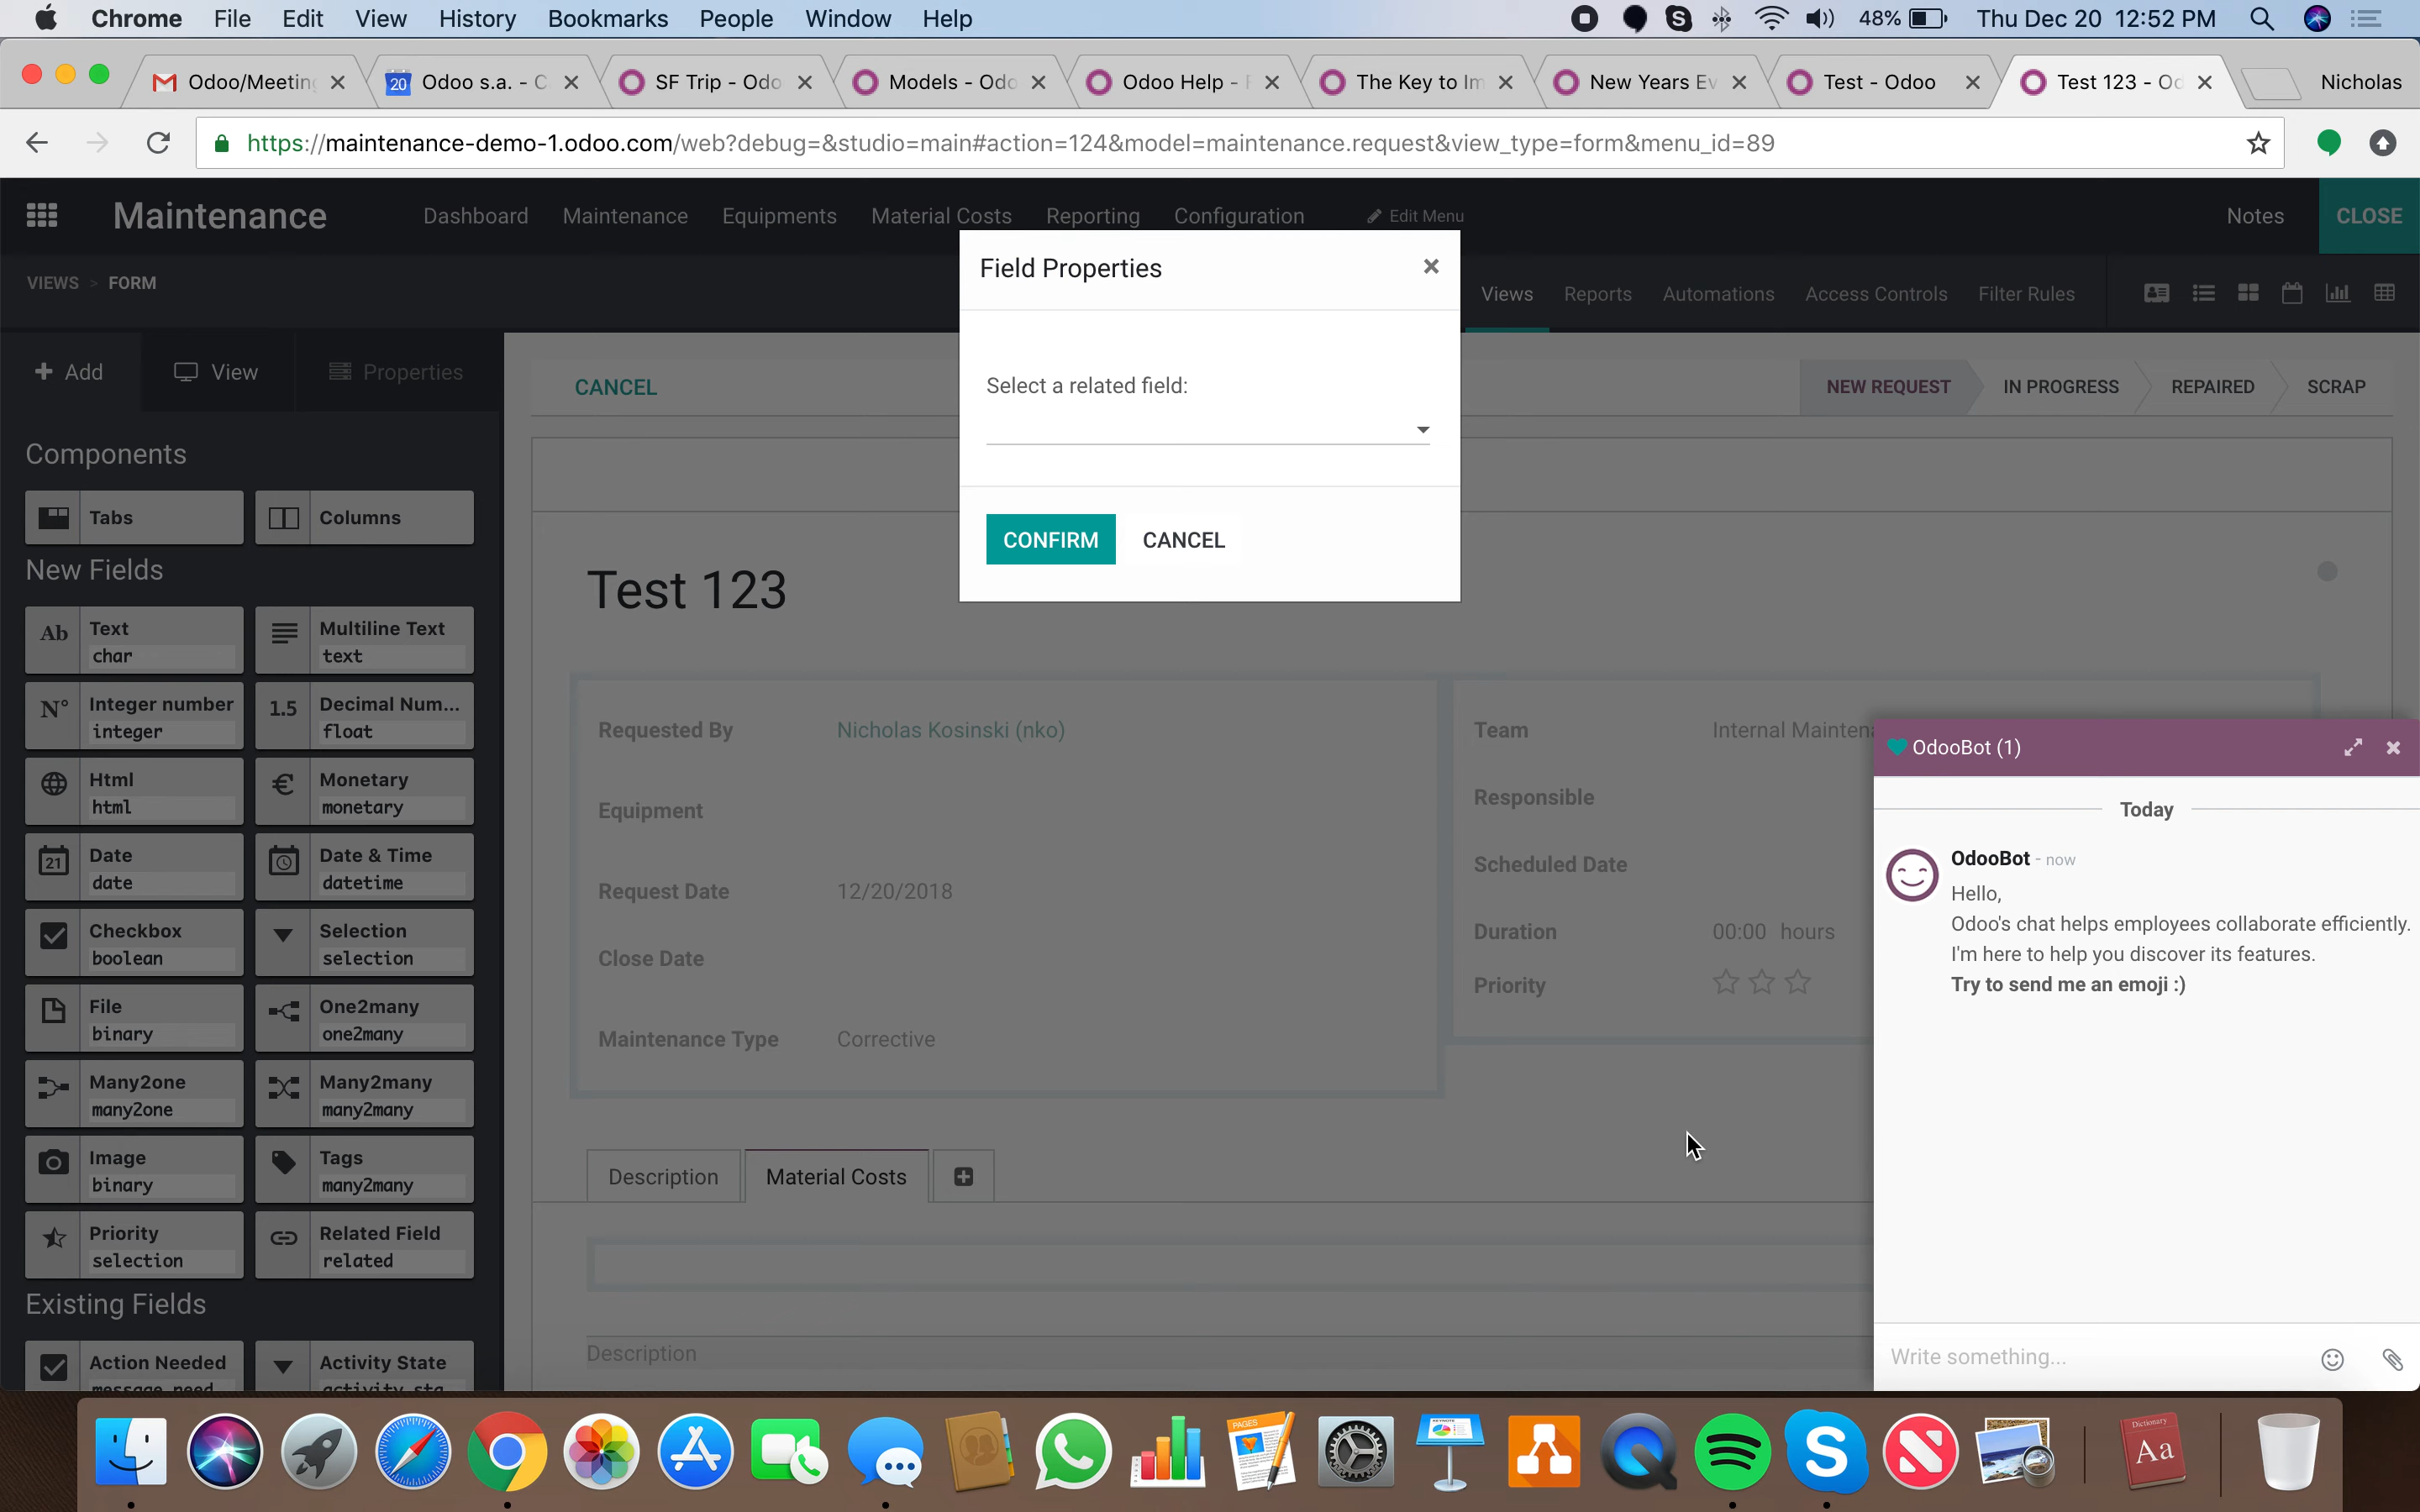 Chrome File Edit View History Bookmarks People Window Help 48% Thu Dec 20 12:52 PM
Odoo/Meeting 20 Odoo s.a. - C SF Trip - Odo Models - Odo Odoo Help - The Key to Im New Years Ev Test - Odoo Test 123 - Od Nicholas
https://maintenance-demo-1.odoo.com/web?debug=&studio=main#action=124&model=maintenance.request&view_type=form&menu_id=89
Maintenance Dashboard Maintenance Equipments Material Costs Reporting Configuration Edit Menu Notes CLOSE
VIEWS > FORM
Views Reports Automations Access Controls Filter Rules
Field Properties
Select a related field:
CONFIRM CANCEL
+ Add View Properties
Components
Tabs Columns
New Fields
Ab Text char
Multiline Text text
N° Integer number integer
1.5 Decimal Num... float
Html html
€ Monetary monetary
21 Date date
Date & Time datetime
Checkbox boolean
Selection selection
File binary
One2many one2many
Many2one many2one
Many2many many2many
Image binary
Tags many2many
Priority selection
Related Field related
Existing Fields
Action Needed
Activity State
CANCEL
NEW REQUEST IN PROGRESS REPAIRED SCRAP
Test 123
Requested By Nicholas Kosinski (nko)
Equipment
Request Date 12/20/2018
Close Date
Maintenance Type Corrective
Team Internal Maintena
Responsible
Scheduled Date
Duration 00:00 hours
Priority
Description Material Costs
Description
OdooBot (1)
Today
OdooBot - now
Hello,
Odoo's chat helps employees collaborate efficiently.
I'm here to help you discover its features.
Try to send me an emoji :)
Write something...
PAGES
Dictionary
Aa